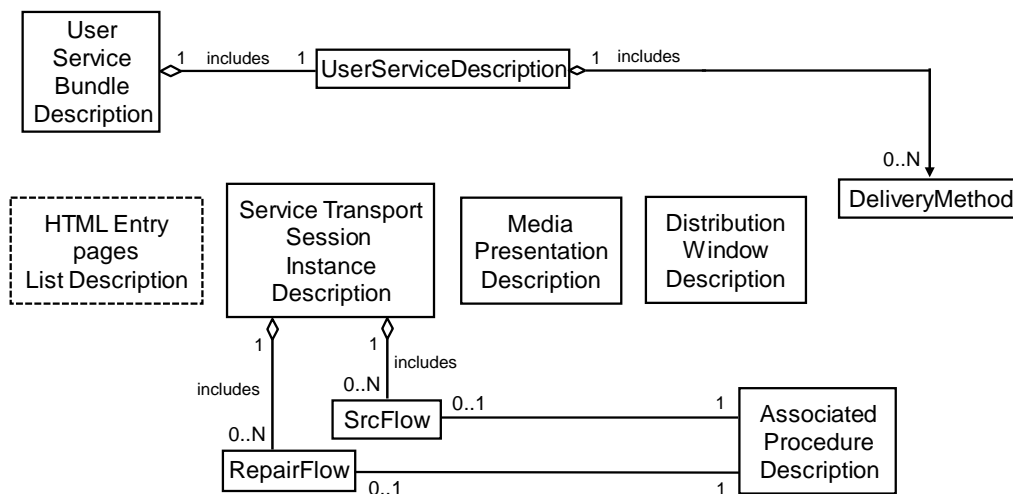 User
Service
Bundle
Description
1 includes 1
UserServiceDescription
1 includes
0..N
DeliveryMethod
HTML Entry
pages
List Description
Service Transport
Session
Instance
Description
Media
Presentation
Description
Distribution
Window
Description
1
includes
0..N
1
includes
0..N
SrcFlow
0..1 1
RepairFlow
0..1 1
Associated
Procedure
Description